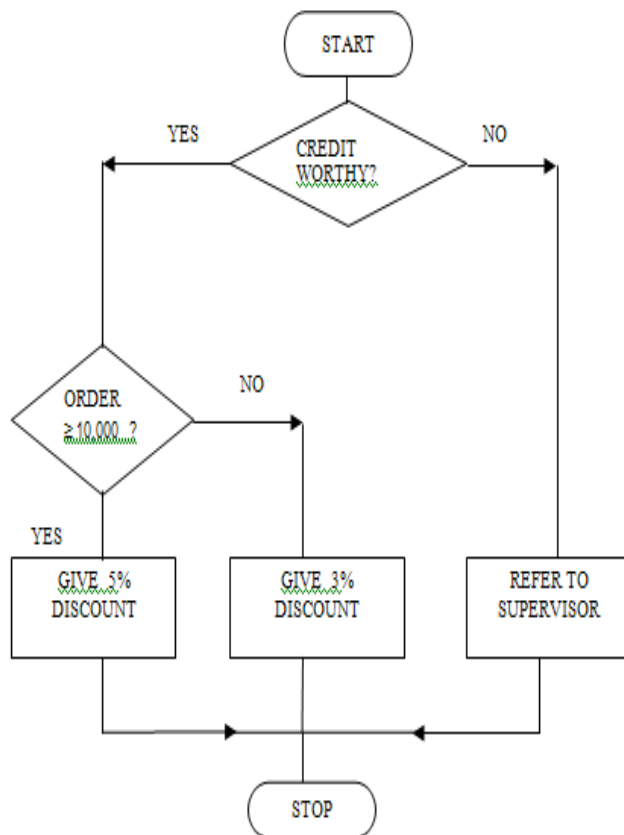 START
YES
NO
CREDIT
WORTHY?
NO
ORDER
≥ 10,000...?
YES
GIVE 5%
DISCOUNT
GIVE 3%
DISCOUNT
REFER TO
SUPERVISOR
STOP